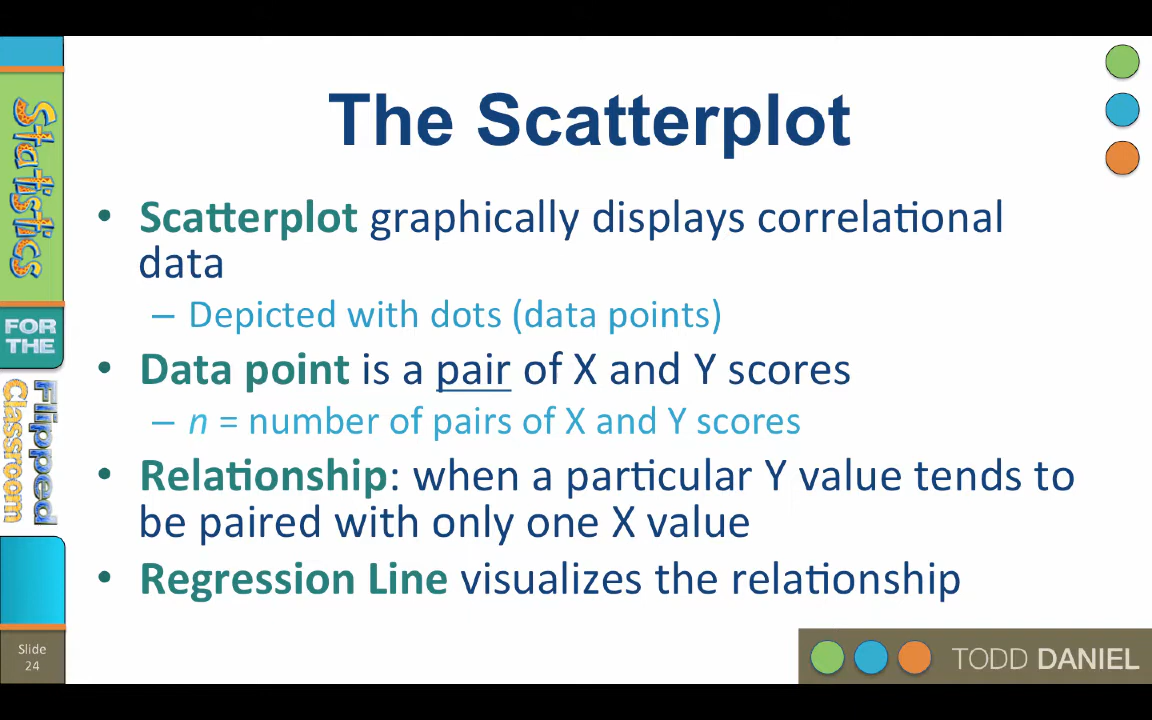 The Scatterplot
• Scatterplot graphically displays correlational
data
– Depicted with dots (data points)
• Data point is a pair of X and Y scores
– n = number of pairs of X and Y scores
• Relationship: when a particular Y value tends to
be paired with only one X value
• Regression Line visualizes the relationship
Statistics
FOR THE
Flipped
Classroom
Slide
24
TODD DANIEL